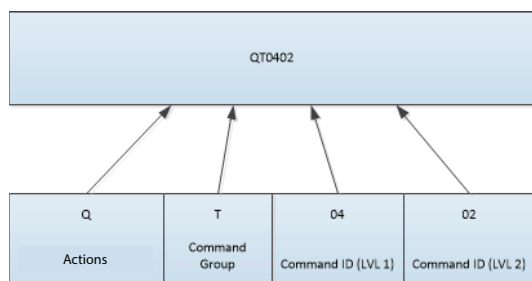 QT0402
Q
T
04
02
Actions
Command
Group
Command ID (LVL 1)
Command ID (LVL 2)